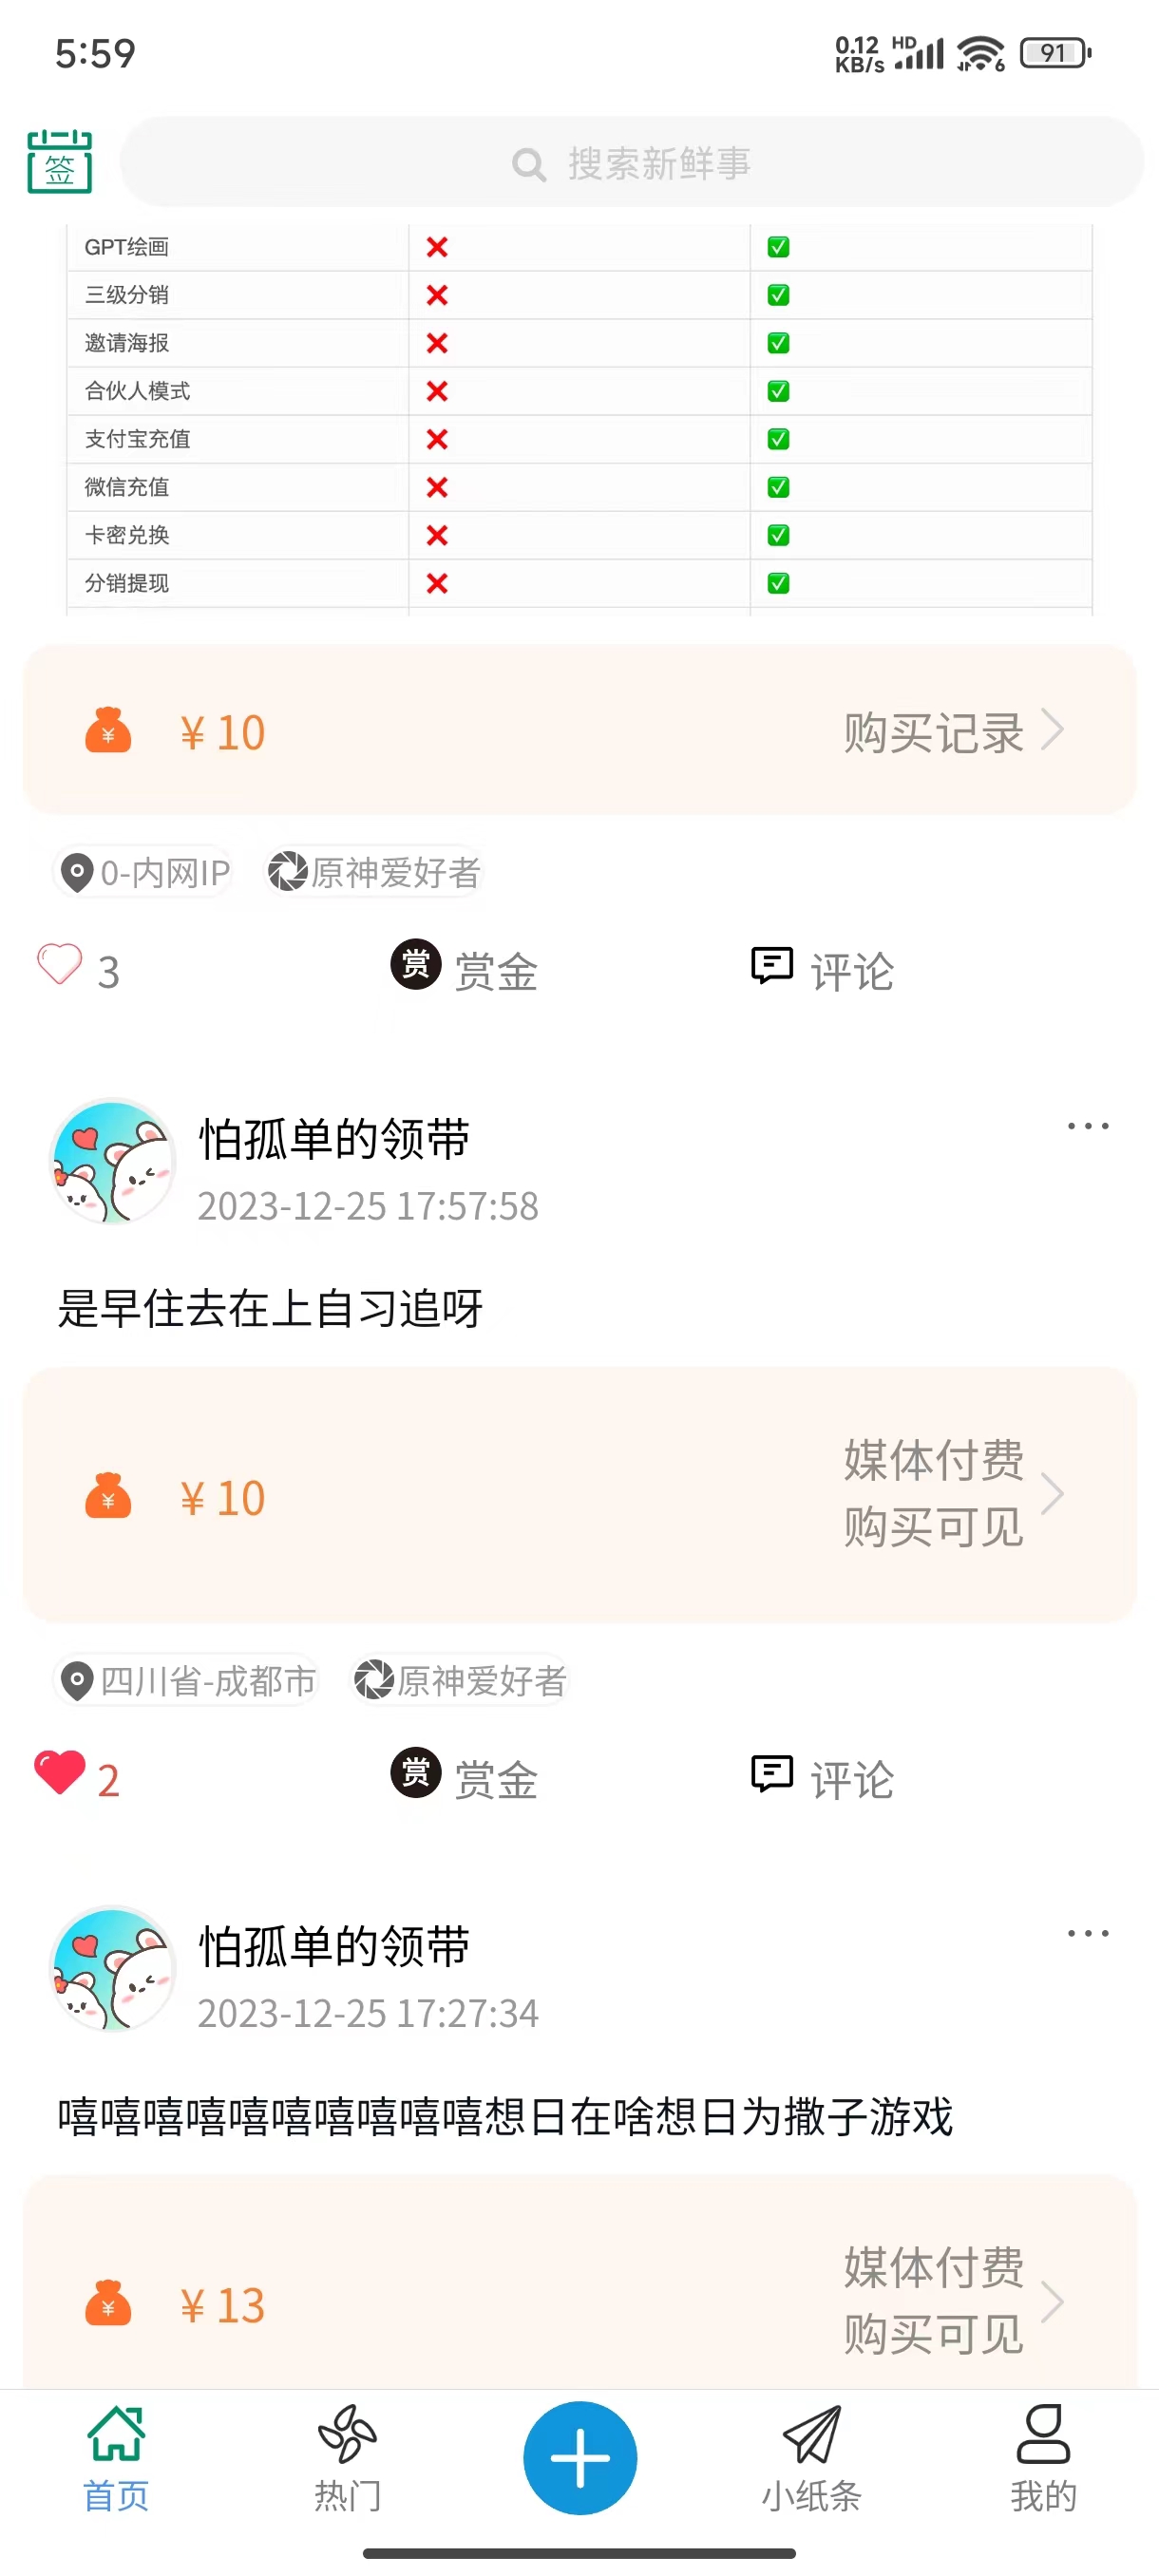 5:59
0.12 KB/s HD 6 91
签 搜索新鲜事
GPT绘画 ❌ ✅
三级分销 ❌ ✅
邀请海报 ❌ ✅
合伙人模式 ❌ ✅
支付宝充值 ❌ ✅
微信充值 ❌ ✅
卡密兑换 ❌ ✅
分销提现 ❌ ✅
¥ ¥ 10 购买记录
0-内网IP 原神爱好者
3 赏 赏金 评论
怕孤单的领带 ...
2023-12-25 17:57:58
是早住去在上自习追呀
媒体付费
¥ ¥ 10
购买可见
四川省-成都市 原神爱好者
2 赏 赏金 评论
怕孤单的领带 ...
2023-12-25 17:27:34
嘻嘻嘻嘻嘻嘻嘻嘻嘻嘻想日在啥想日为撒子游戏
媒体付费
¥ ¥ 13
购买可见
首页 热门 小纸条 我的